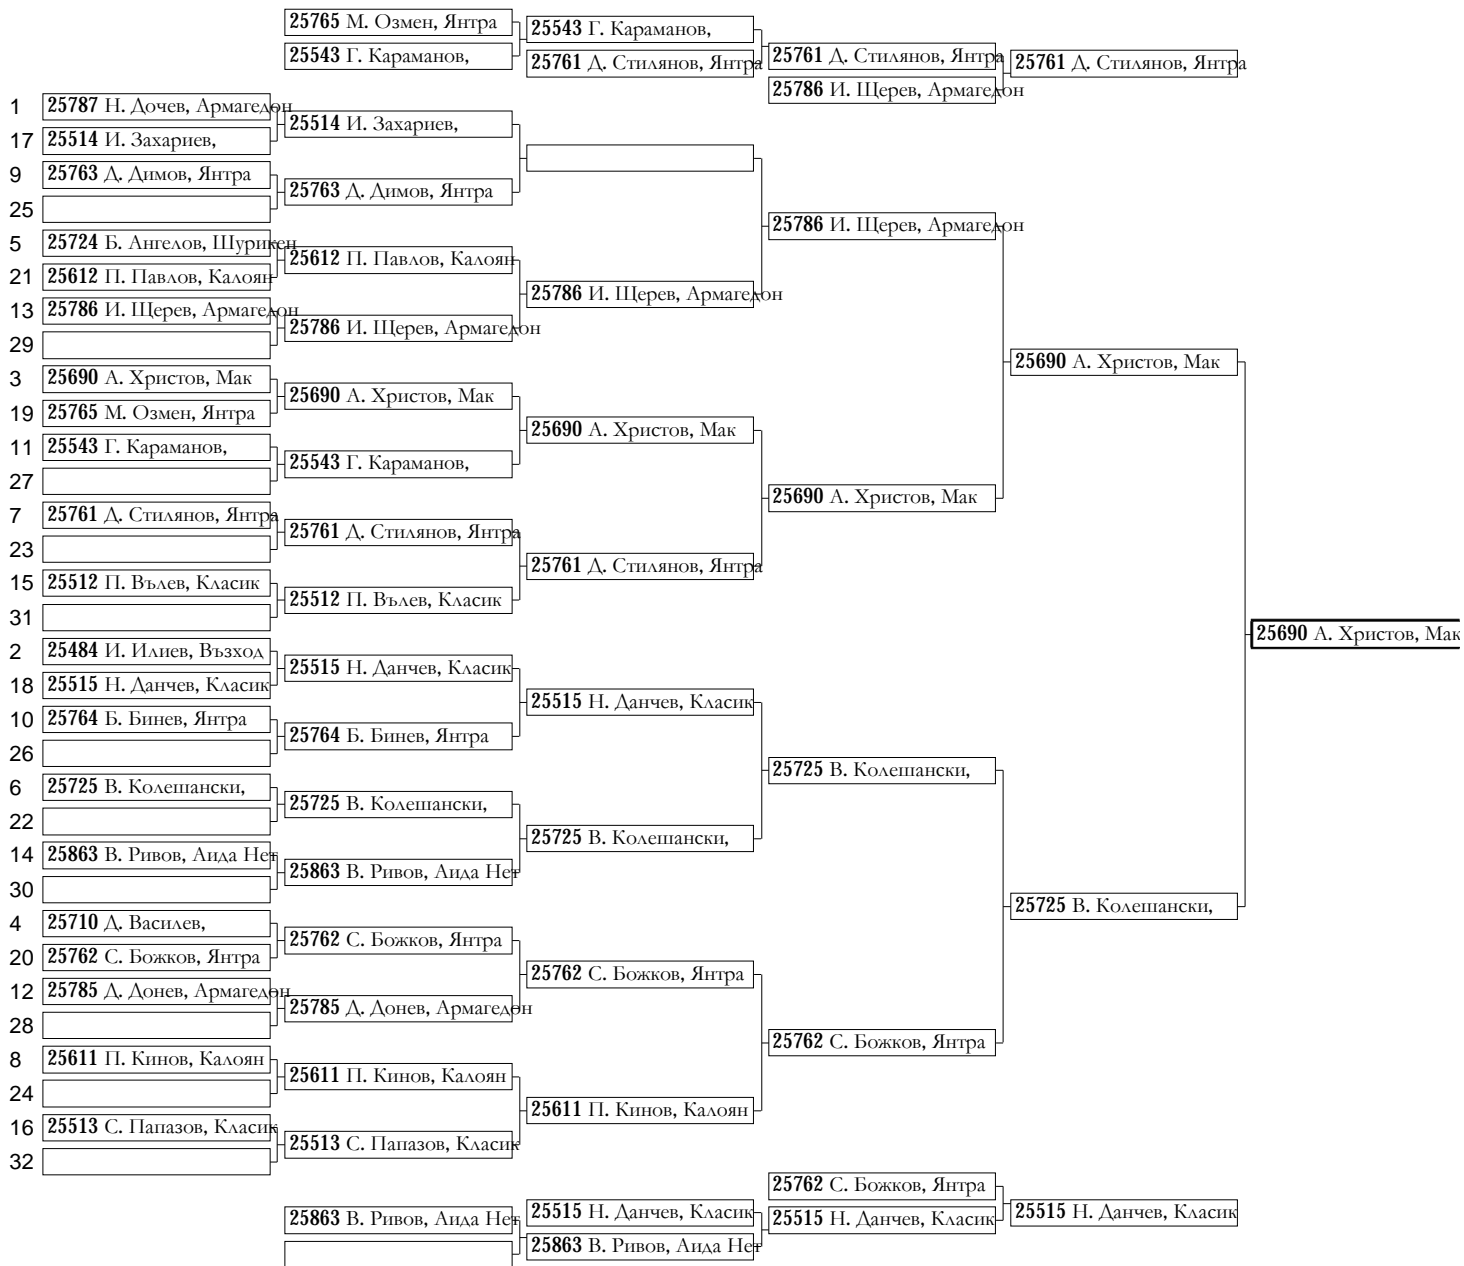 25765 М. Озмен, Янтра
25543 Г. Караманов,
25543 Г. Караманов,
25761 Д. Стилянов, Янтра
25761 Д. Стилянов, Янтра
25786 И. Щерев, Армагедон
25761 Д. Стилянов, Янтра
1 25787 Н. Дочев, Армагедон
17 25514 И. Захариев,
9 25763 Д. Димов, Янтра
25
5 25724 Б. Ангелов, Шурикен
21 25612 П. Павлов, Калоян
13 25786 И. Щерев, Армагедон
29
3 25690 А. Христов, Мак
19 25765 М. Озмен, Янтра
11 25543 Г. Караманов,
27
7 25761 Д. Стилянов, Янтра
23
15 25512 П. Вълев, Класик
31
2 25484 И. Илиев, Възход
18 25515 Н. Данчев, Класик
10 25764 Б. Бинев, Янтра
26
6 25725 В. Колешански,
22
14 25863 В. Ривов, Аида Нет
30
4 25710 Д. Василев,
20 25762 С. Божков, Янтра
12 25785 Д. Донев, Армагедон
28
8 25611 П. Кинов, Калоян
24
16 25513 С. Папазов, Класик
32
25514 И. Захариев,
25763 Д. Димов, Янтра
25612 П. Павлов, Калоян
25786 И. Щерев, Армагедон
25690 А. Христов, Мак
25543 Г. Караманов,
25761 Д. Стилянов, Янтра
25512 П. Вълев, Класик
25515 Н. Данчев, Класик
25764 Б. Бинев, Янтра
25725 В. Колешански,
25863 В. Ривов, Аида Нет
25762 С. Божков, Янтра
25785 Д. Донев, Армагедон
25611 П. Кинов, Калоян
25513 С. Папазов, Класик
25786 И. Щерев, Армагедон
25690 А. Христов, Мак
25761 Д. Стилянов, Янтра
25515 Н. Данчев, Класик
25725 В. Колешански,
25762 С. Божков, Янтра
25611 П. Кинов, Калоян
25786 И. Щерев, Армагедон
25690 А. Христов, Мак
25725 В. Колешански,
25762 С. Божков, Янтра
25690 А. Христов, Мак
25725 В. Колешански,
25690 А. Христов, Мак
25863 В. Ривов, Аида Нет
25515 Н. Данчев, Класик
25863 В. Ривов, Аида Нет
25762 С. Божков, Янтра
25515 Н. Данчев, Класик
25515 Н. Данчев, Класик